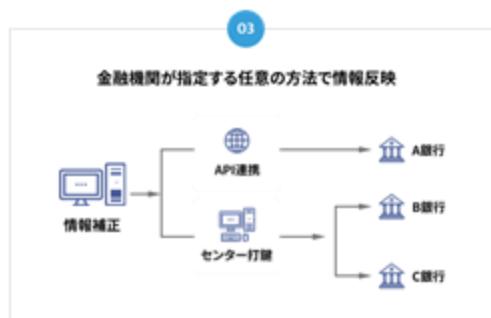 03
金融機関が指定する任意の方法で情報反映
API連携
A銀行
情報補正
B銀行
センター打鍵
C銀行